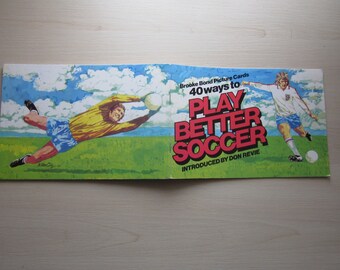 Brooke Bond Picture Cards
40 ways to
PLAY
BETTER
SOCCER
INTRODUCED BY DON REVIE